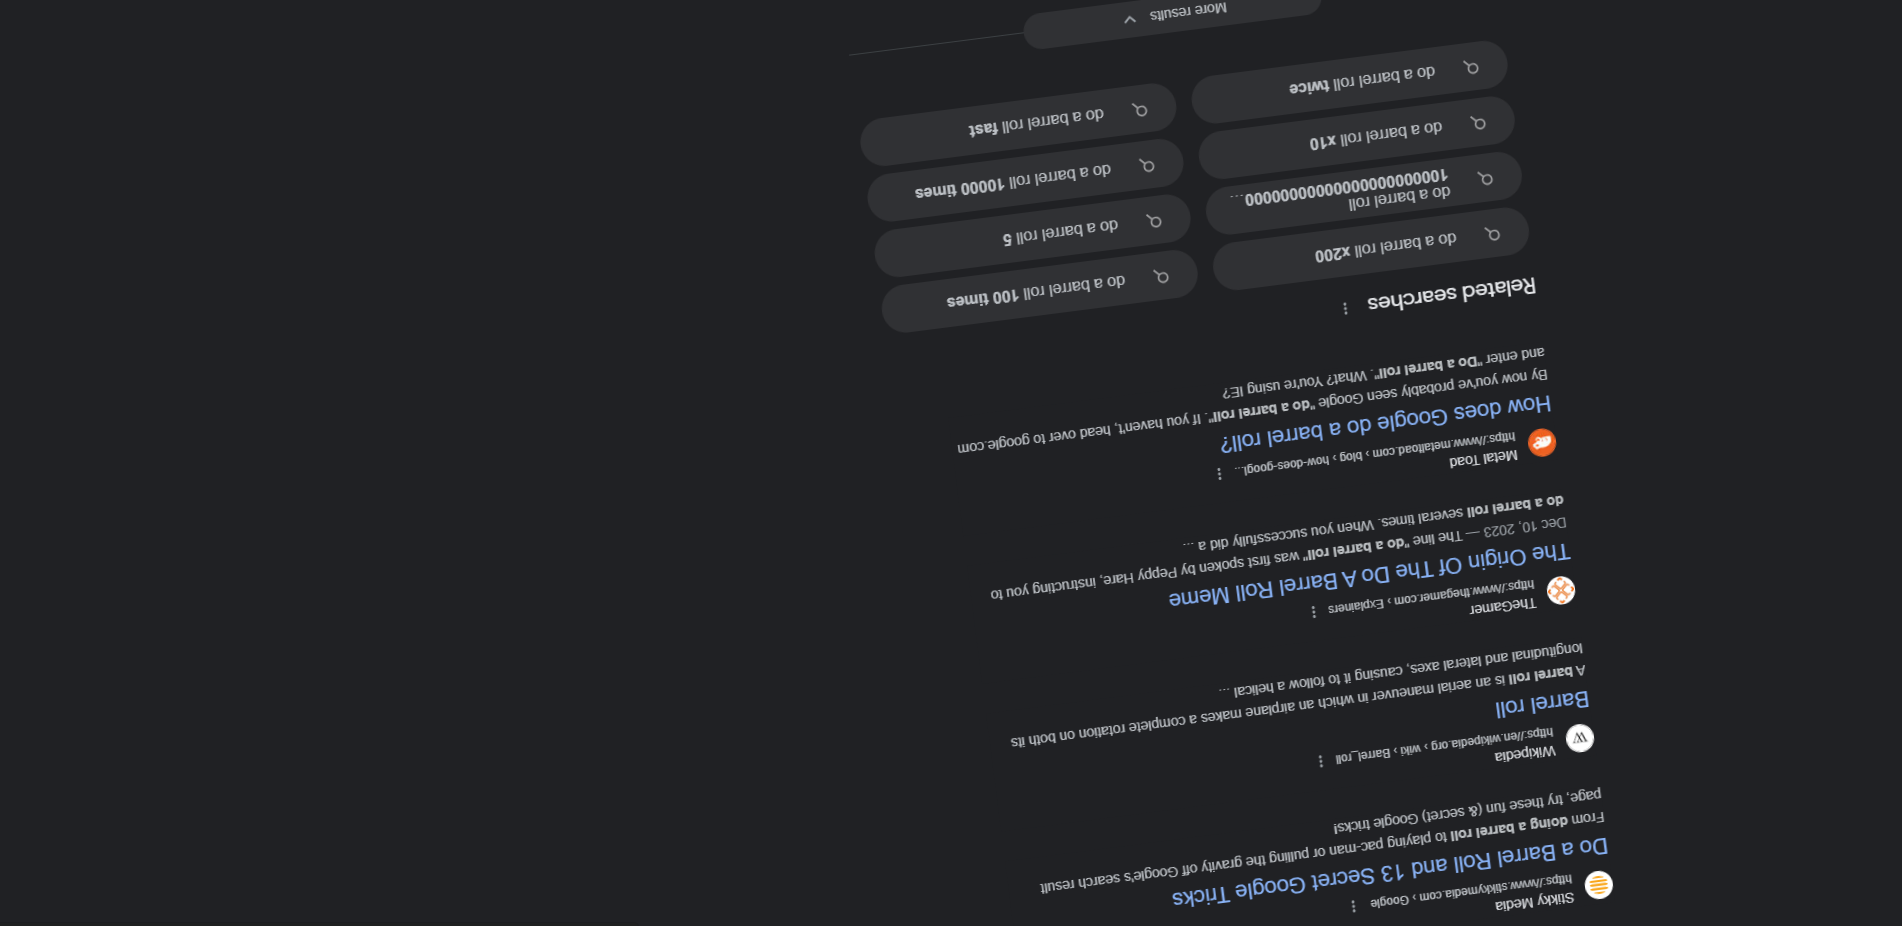 Stikky Media
https://www.stikkymedia.com › Google
Do a Barrel Roll and 13 Secret Google Tricks
From doing a barrel roll to playing pac-man or pulling the gravity off Google's search result
page, try these fun (& secret) Google tricks!
Wikipedia
https://en.wikipedia.org › wiki › Barrel_roll
Barrel roll
A barrel roll is an aerial maneuver in which an airplane makes a complete rotation on both its
longitudinal and lateral axes, causing it to follow a helical ...
TheGamer
https://www.thegamer.com › Explainers
The Origin Of The Do A Barrel Roll Meme
Dec 10, 2023 — The line "do a barrel roll" was first spoken by Peppy Hare, instructing you to
do a barrel roll several times. When you successfully did a ...
Metal Toad
https://www.metaltoad.com › blog › how-does-googl...
How does Google do a barrel roll?
By now you've probably seen Google "do a barrel roll". If you haven't, head over to google.com
and enter "Do a barrel roll". What? You're using IE?
Related searches
do a barrel roll x200
do a barrel roll 100 times
do a barrel roll
do a barrel roll 5
do a barrel roll x10
do a barrel roll 10000 times
do a barrel roll twice
do a barrel roll fast
More results